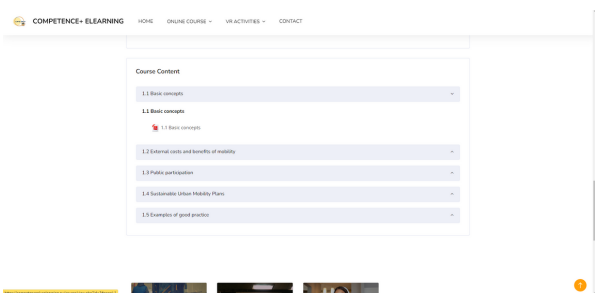 COMPETENCE+ ELEARNING
HOME
ONLINE COURSE
VR ACTIVITIES
CONTACT
Course Content
1.1 Basic concepts
1.1 Basic concepts
1.1 Basic concepts
1.2 External costs and benefits of mobility
1.3 Public participation
1.4 Sustainable Urban Mobility Plans
1.5 Examples of good practice